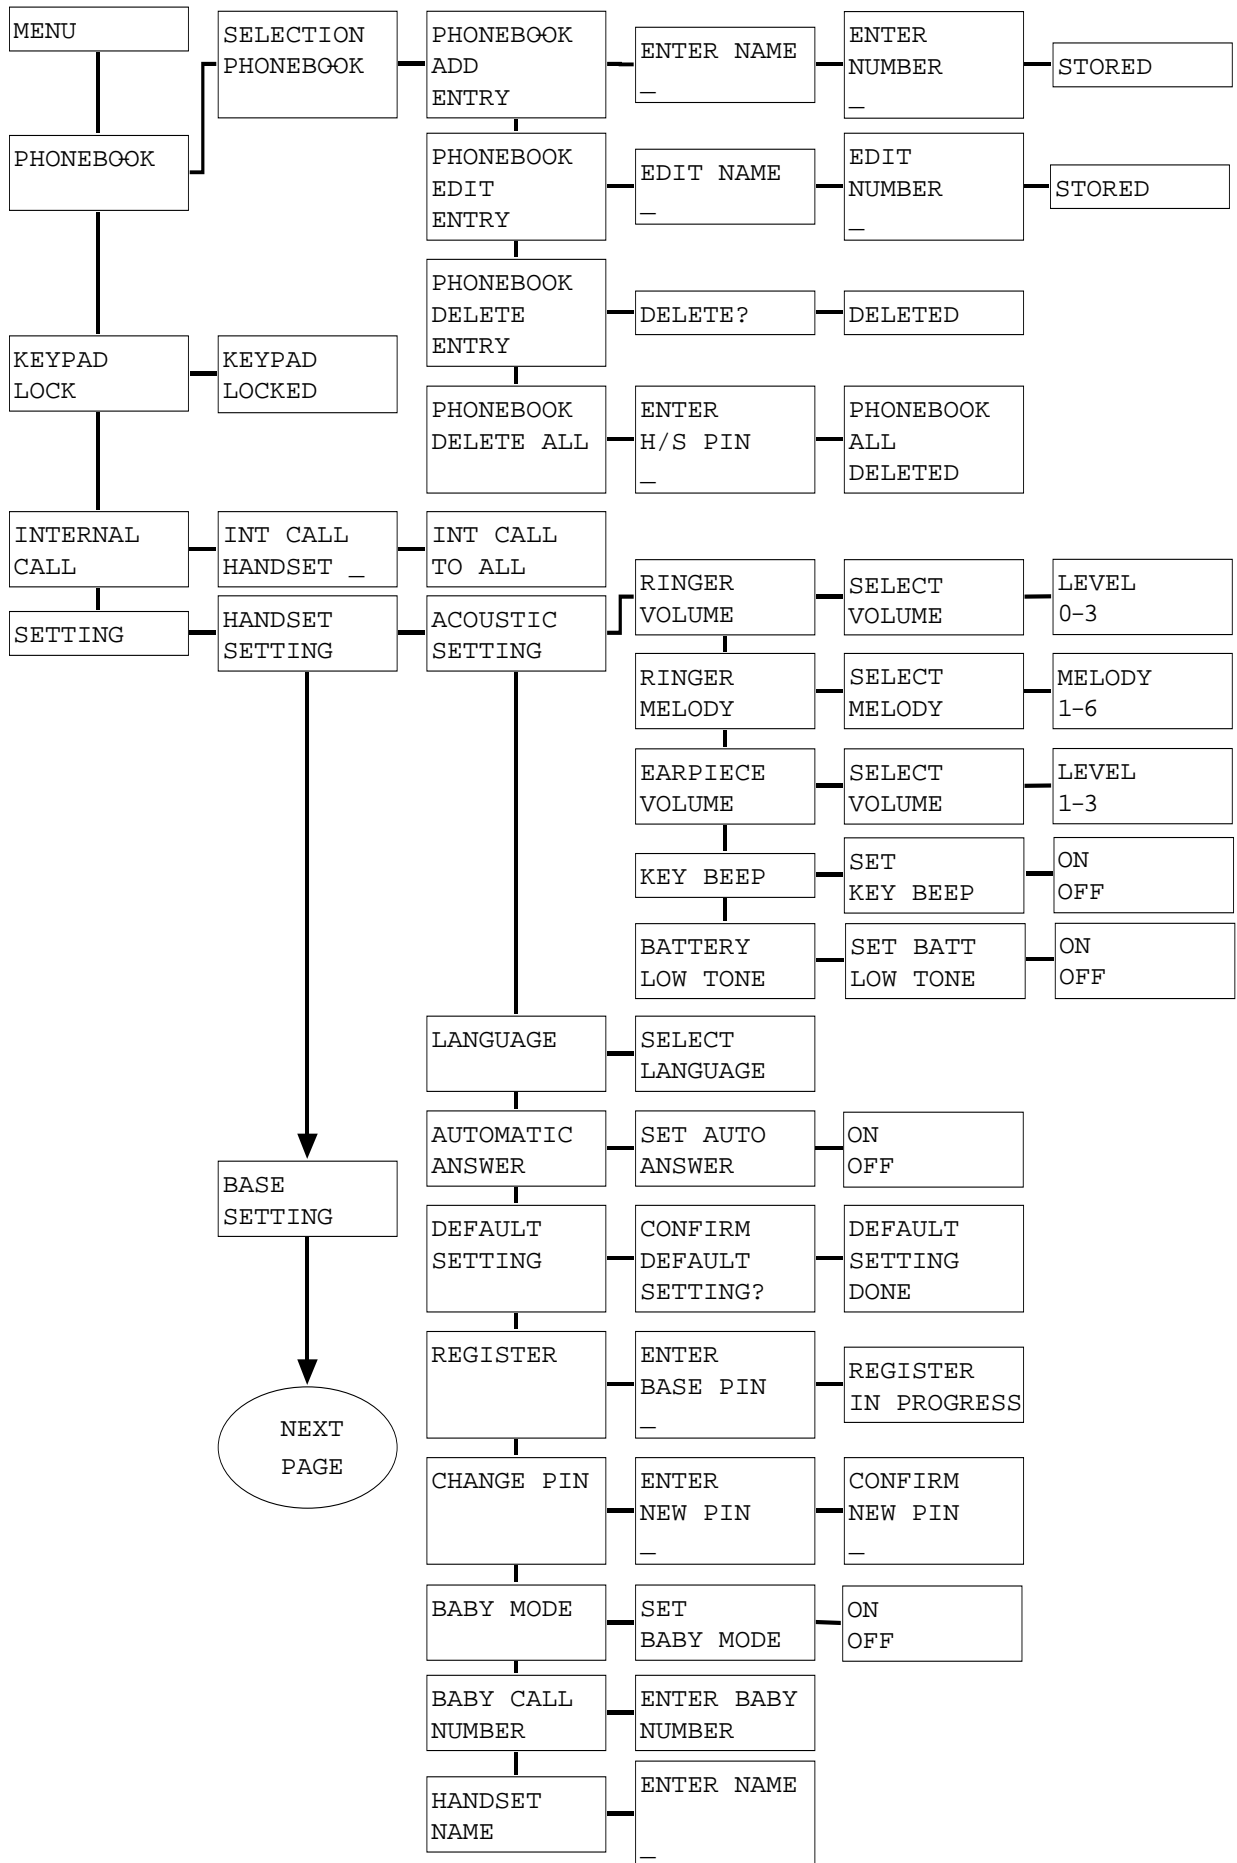 MENU
SELECTION
PHONEBOOK
PHONEBOOK
ADD
ENTRY
ENTER NAME
_
ENTER
NUMBER
_
STORED
PHONEBOOK
PHONEBOOK
EDIT
ENTRY
EDIT NAME
_
EDIT
NUMBER
_
STORED
PHONEBOOK
DELETE
ENTRY
DELETE?
DELETED
KEYPAD
LOCK
KEYPAD
LOCKED
PHONEBOOK
DELETE ALL
ENTER
H/S PIN
_
PHONEBOOK
ALL
DELETED
INTERNAL
CALL
INT CALL
HANDSET _
INT CALL
TO ALL
SETTING
HANDSET
SETTING
ACOUSTIC
SETTING
RINGER
VOLUME
SELECT
VOLUME
LEVEL
0-3
RINGER
MELODY
SELECT
MELODY
MELODY
1-6
EARPIECE
VOLUME
SELECT
VOLUME
LEVEL
1-3
KEY BEEP
SET
KEY BEEP
ON
OFF
BATTERY
LOW TONE
SET BATT
LOW TONE
ON
OFF
LANGUAGE
SELECT
LANGUAGE
AUTOMATIC
ANSWER
SET AUTO
ANSWER
ON
OFF
BASE
SETTING
DEFAULT
SETTING
CONFIRM
DEFAULT
SETTING?
DEFAULT
SETTING
DONE
REGISTER
ENTER
BASE PIN
_
REGISTER
IN PROGRESS
NEXT
PAGE
CHANGE PIN
ENTER
NEW PIN
_
CONFIRM
NEW PIN
_
BABY MODE
SET
BABY MODE
ON
OFF
BABY CALL
NUMBER
ENTER BABY
NUMBER
HANDSET
NAME
ENTER NAME
_